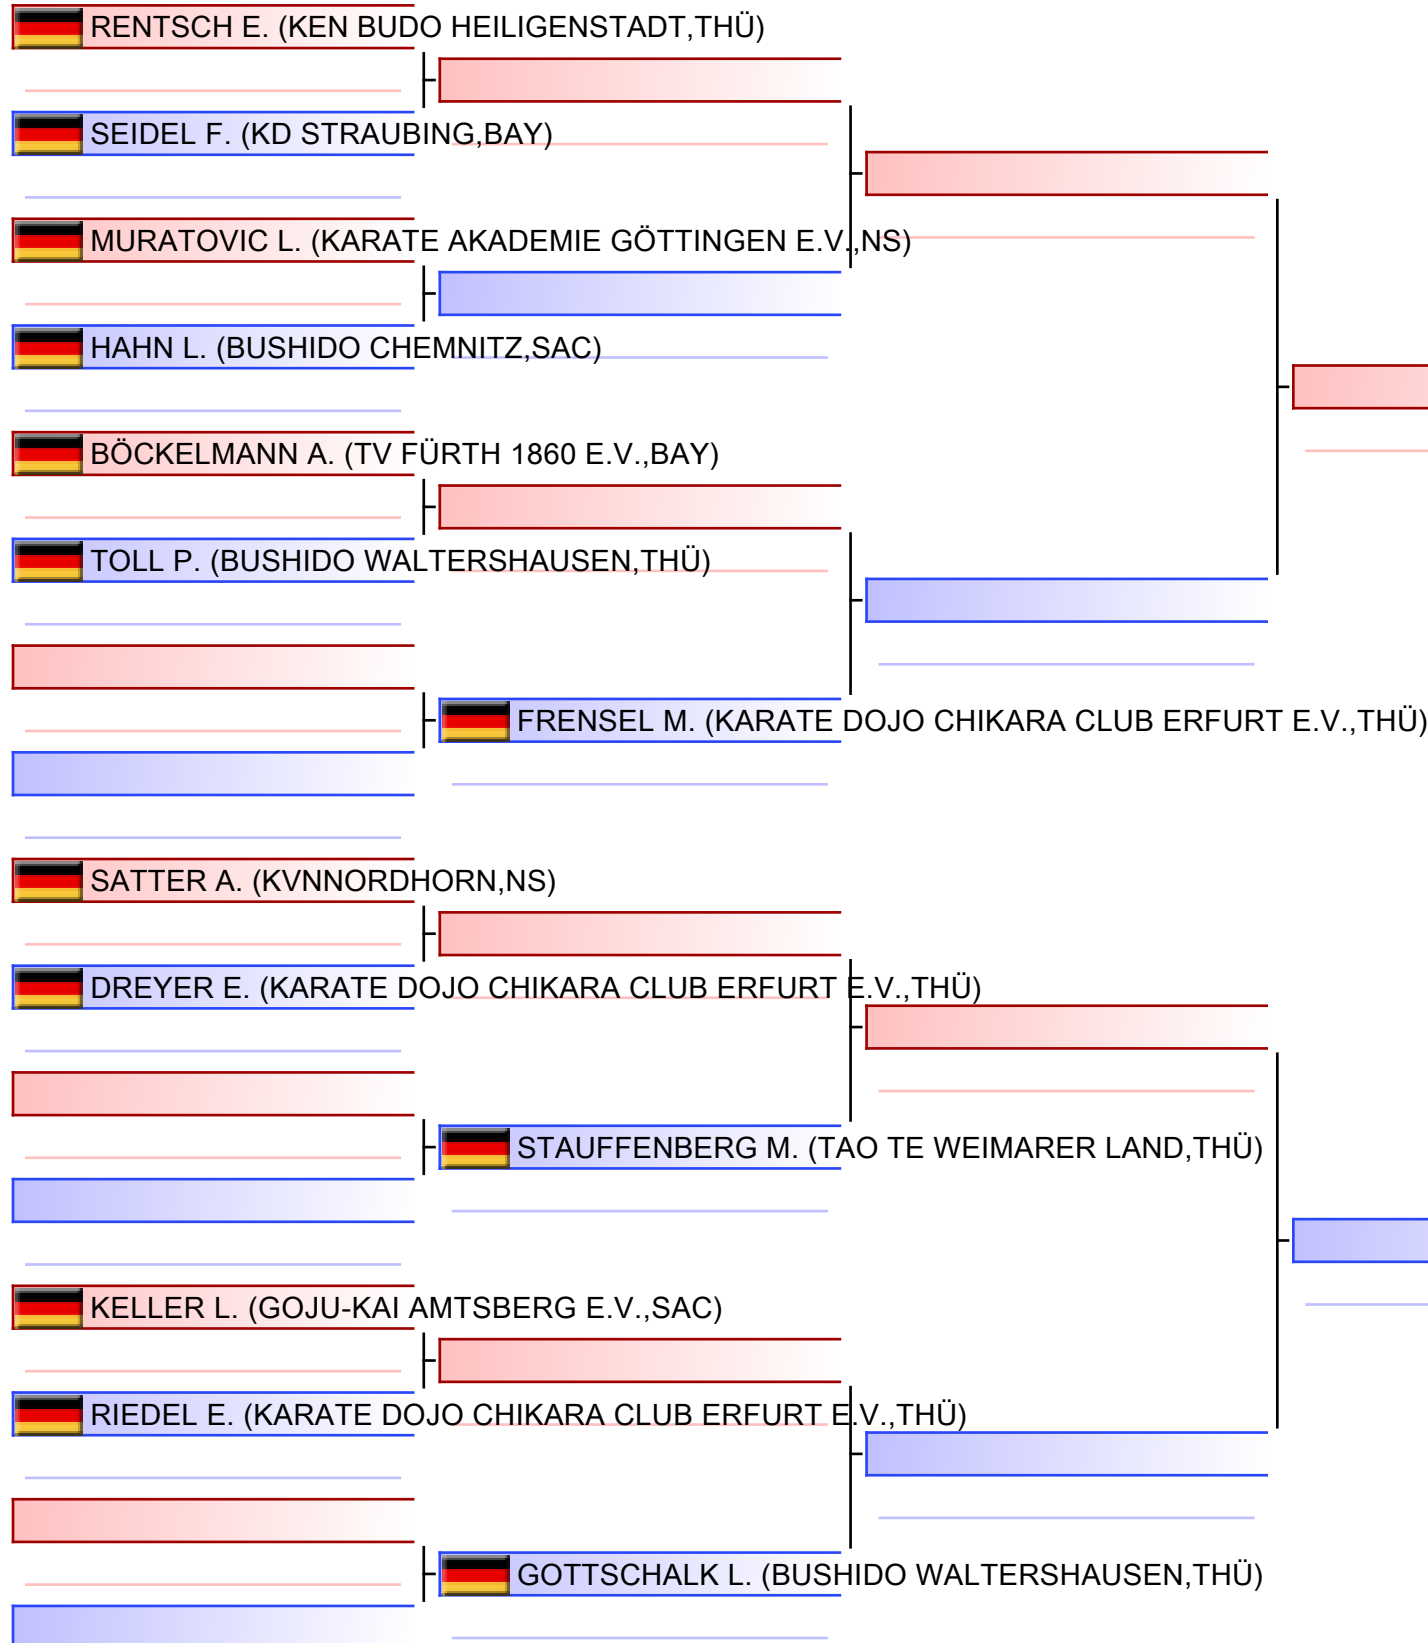 RENTSCH E. (KEN BUDO HEILIGENSTADT,THÜ)
SEIDEL F. (KD STRAUBING,BAY)
MURATOVIC L. (KARATE AKADEMIE GÖTTINGEN E.V.,NS)
HAHN L. (BUSHIDO CHEMNITZ,SAC)
BÖCKELMANN A. (TV FÜRTH 1860 E.V.,BAY)
TOLL P. (BUSHIDO WALTERSHAUSEN,THÜ)
FRENSEL M. (KARATE DOJO CHIKARA CLUB ERFURT E.V.,THÜ)
SATTER A. (KVNNORDHORN,NS)
DREYER E. (KARATE DOJO CHIKARA CLUB ERFURT E.V.,THÜ)
STAUFFENBERG M. (TAO TE WEIMARER LAND,THÜ)
KELLER L. (GOJU-KAI AMTSBERG E.V.,SAC)
RIEDEL E. (KARATE DOJO CHIKARA CLUB ERFURT E.V.,THÜ)
GOTTSCHALK L. (BUSHIDO WALTERSHAUSEN,THÜ)